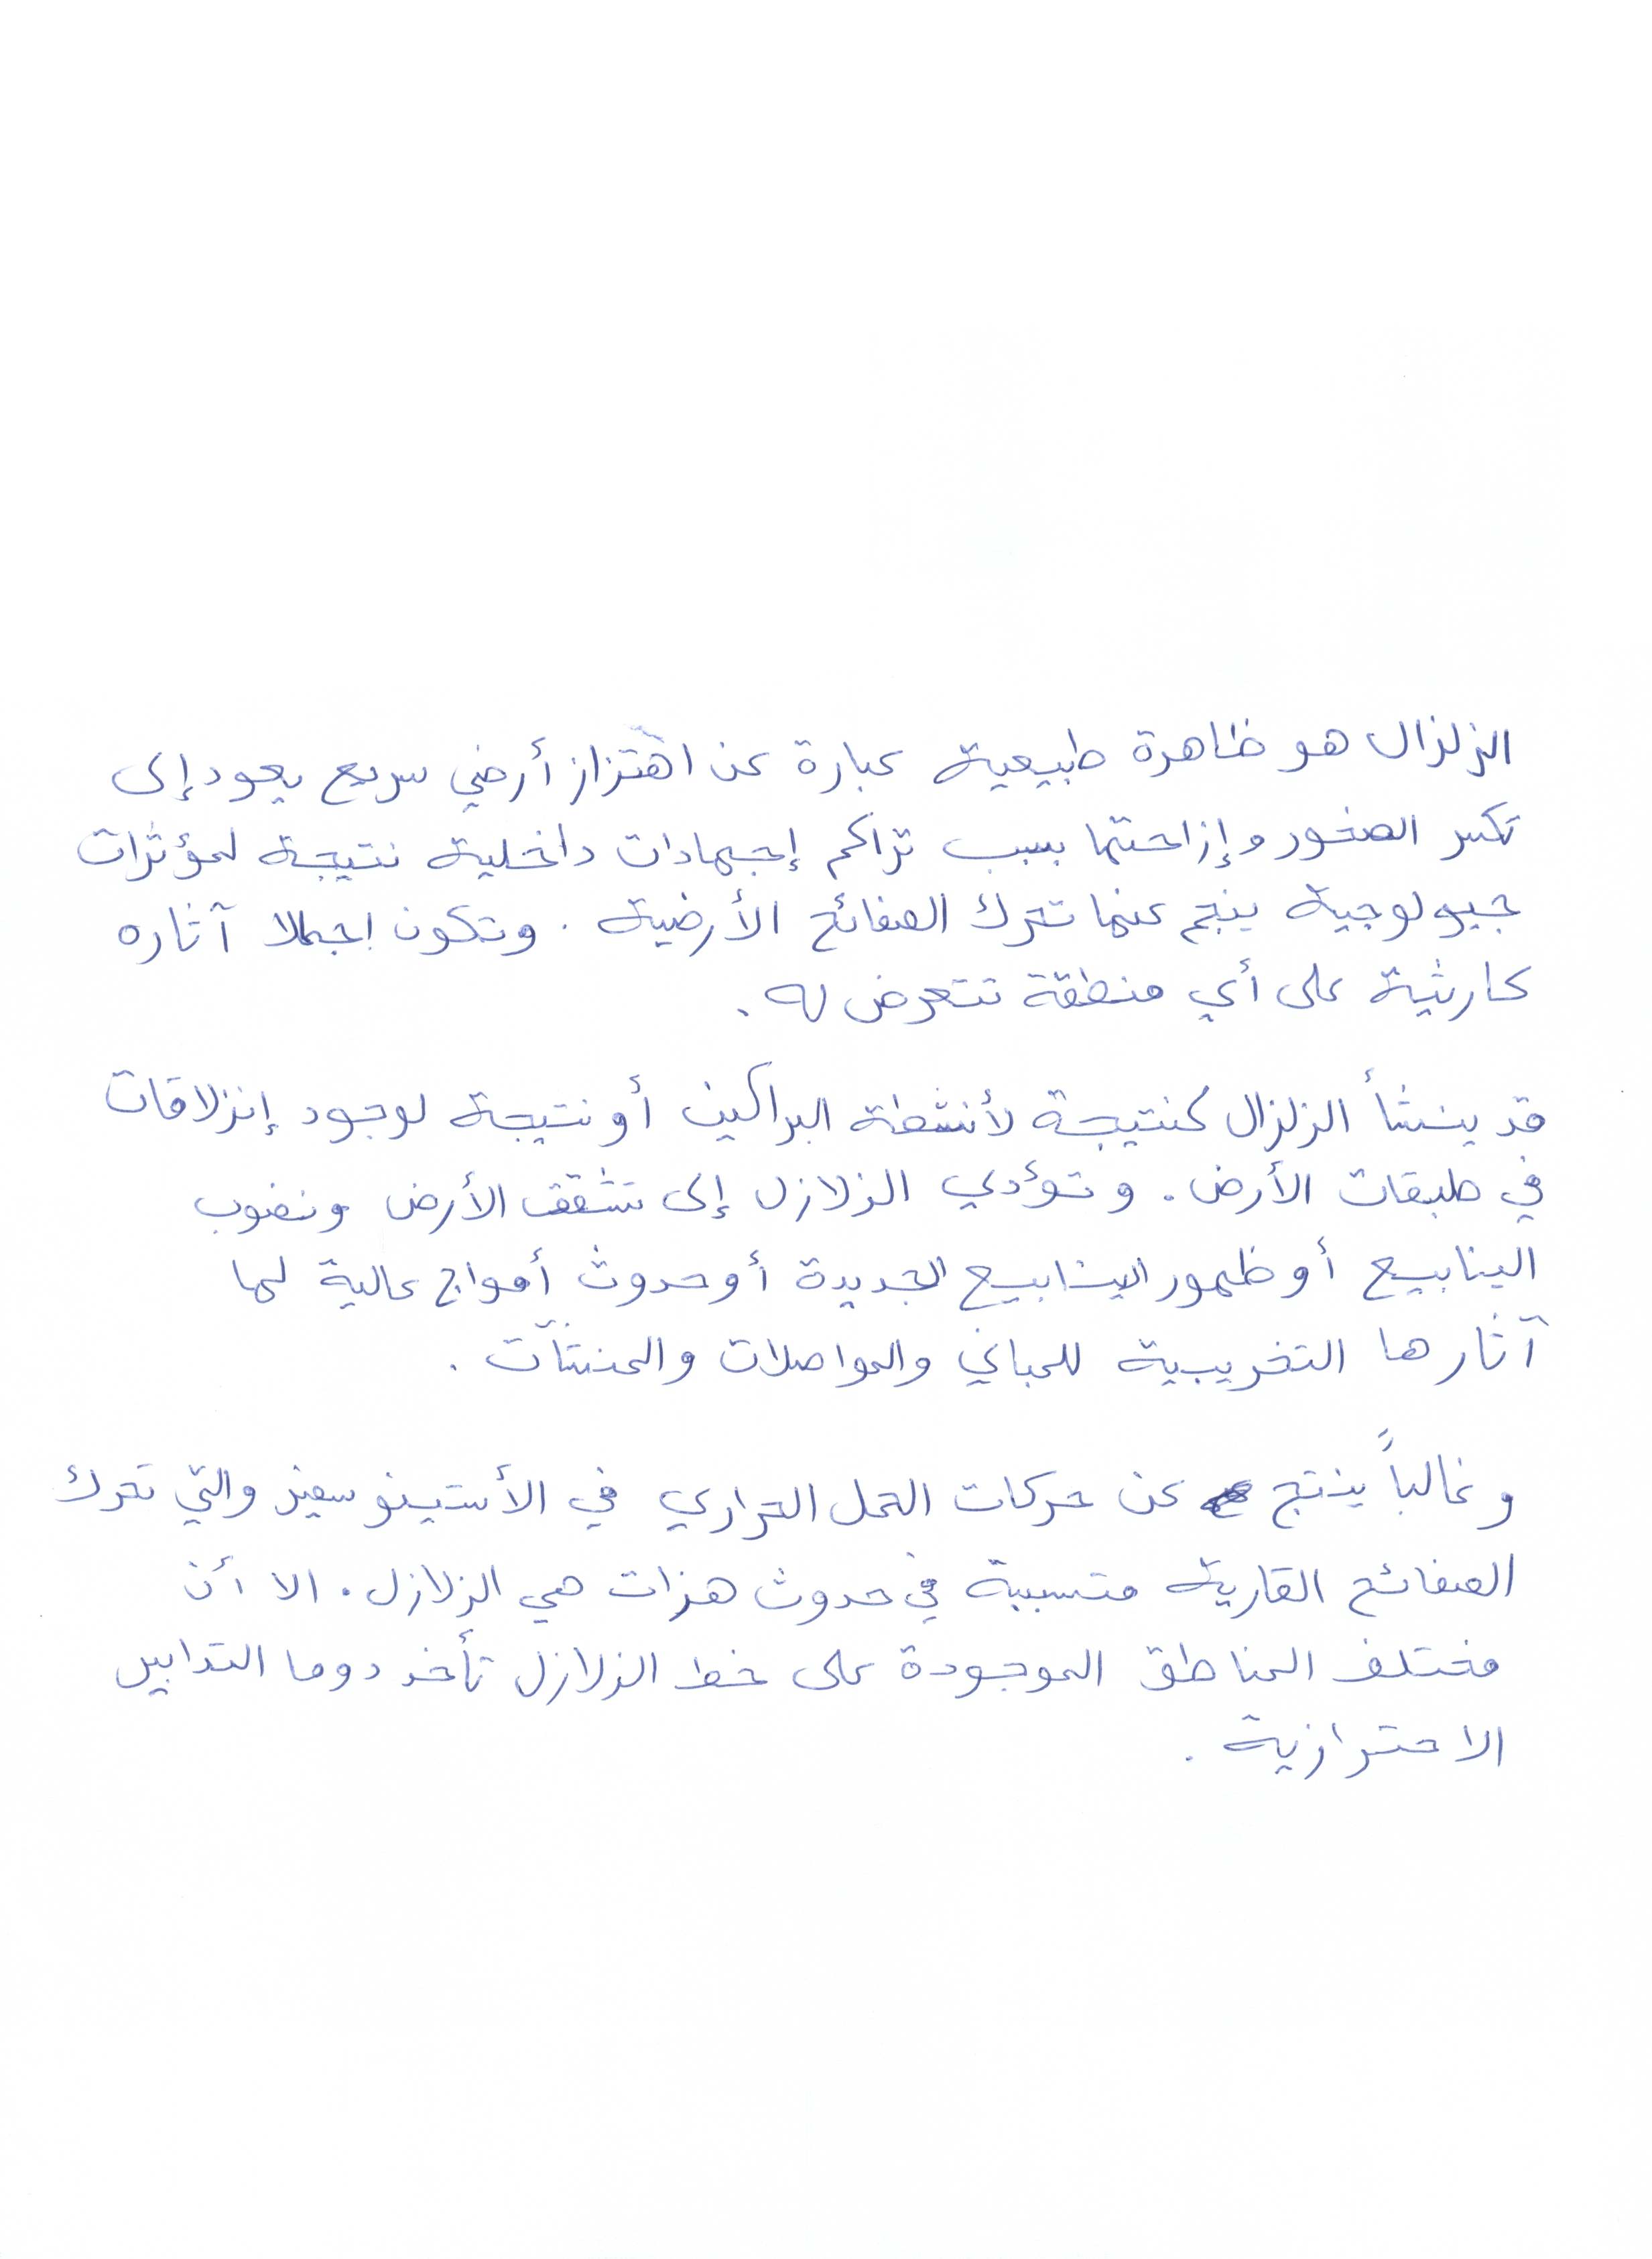 الزلزال هو ظاهرة طبيعية عبارة عن اهتزاز أرضي سريع يعود إلى
تكسر الصخور وإزاحتها بسبب تراكم إجهادات داخلية نتيجة لمؤثرات
جيولوجية ينجم عنها تحرك الصفائح الأرضية . وتكون اجمالا آثاره
كارثية على أي منطقة تتعرض له .
قد ينشأ الزلزال كنتيجة لأنشطة البراكين أو نتيجة لوجود إنزلاقات
في طبقات الأرض . وتؤدي الزلازل إلى تشقق الأرض ونضوب
الينابيع أو ظهور الينابيع الجديدة أو حدوث أمواج عالية لها
آثارها التخريبية للمباني والمواصلات والمنشآت .
وغالباً ينتج عن حركات الحمل الحراري في الأستينوسفير والتي تحرك
الصفائح القارية متسببة في حدوث هزات هي الزلازل . الا أن
مختلف المناطق الموجودة على خط الزلازل تأخد دوما التدابير
الاحترازية .